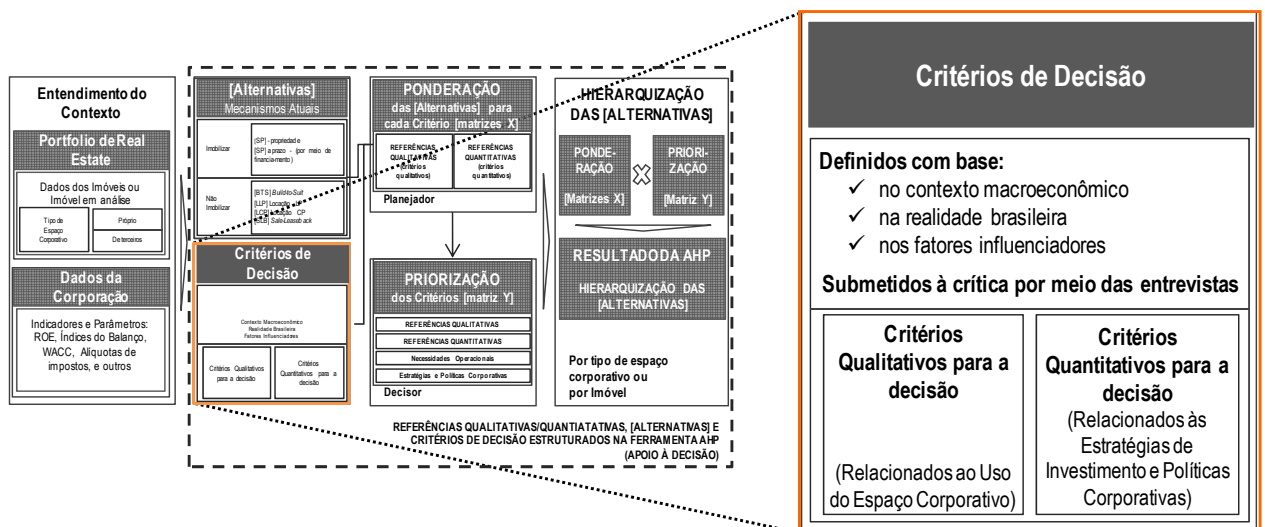 Entendimento do
Contexto
Portfolio de Real
Estate
Dados dos Imóveis ou
Imóvel em análise
Tipo de
Espaço
Corporativo
Próprio
De terceiros
Dados da
Corporação
Indicadores e Parâmetros:
ROE, Índices do Balanço,
WACC, Alíquotas de
impostos, e outros
[Alternativas]
Mecanismos Atuais
Imobilizar
[SP] - propriedade
[SP] a prazo - (por meio de
financia-mento)
Não
Imobilizar
[BTS] Build-to-Suit
[LLP] Locação LP
[LCP] Locação CP
[SLB] Sale-Leaseback
Critérios de
Decisão
Contexto Macroeconômico
Realidade Brasileira
Fatores Influenciadores
Critérios Qualitativos
para a decisão
Critérios
Quantitativos para a
decisão
PONDERAÇÃO
das [Alternativas] para
cada Critério [matrizes X]
REFERÊNCIAS
QUALITATIVAS
(critérios
qualitativos)
REFERÊNCIAS
QUANTITATIVAS
(critérios
quantitativos)
Planejador
PRIORIZAÇÃO
dos Critérios [matriz Y]
REFERÊNCIAS QUALITATIVAS
REFERÊNCIAS QUANTITATIVAS
Necessidades Operacionais
Estratégias e Políticas Corporativas
Decisor
HIERARQUIZAÇÃO
DAS [ALTERNATIVAS]
PONDE-
RAÇÃO
[Matrizes X]
PRIORI-
ZAÇÃO
[Matriz Y]
RESULTADO DA AHP
HIERARQUIZAÇÃO DAS
[ALTERNATIVAS]
Por tipo de espaço
corporativo ou
por Imóvel
REFERÊNCIAS QUALITATIVAS/QUANTIATATIVAS, [ALTERNATIVAS] E
CRITÉRIOS DE DECISÃO ESTRUTURADOS NA FERRAMENTA AHP
(APOIO À DECISÃO)
Critérios de Decisão
Definidos com base:
✓ no contexto macroeconômico
✓ na realidade brasileira
✓ nos fatores influenciadores
Submetidos à crítica por meio das entrevistas
Critérios
Qualitativos para a
decisão
(Relacionados ao Uso
do Espaço Corporativo)
Critérios
Quantitativos para a
decisão
(Relacionados às
Estratégias de
Investimento e Políticas
Corporativas)